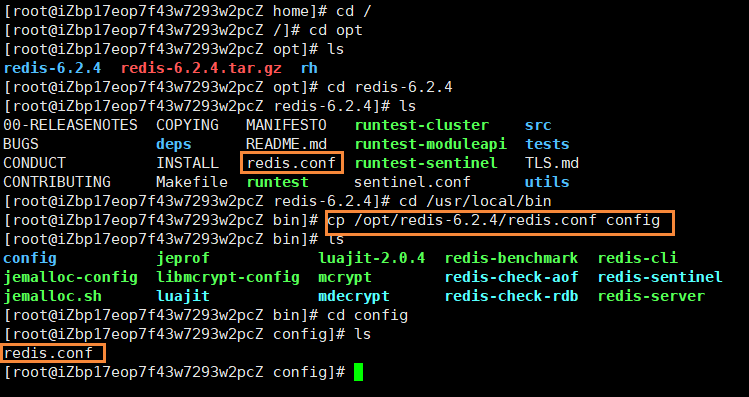 [root@iZbp17eop7f43w7293w2pcZ home]# cd /
[root@iZbp17eop7f43w7293w2pcZ /]# cd opt
[root@iZbp17eop7f43w7293w2pcZ opt]# ls
redis-6.2.4  redis-6.2.4.tar.gz  rh
[root@iZbp17eop7f43w7293w2pcZ opt]# cd redis-6.2.4
[root@iZbp17eop7f43w7293w2pcZ redis-6.2.4]# ls
00-RELEASENOTES  COPYING   MANIFESTO   runtest-cluster    src
BUGS             deps      README.md   runtest-moduleapi  tests
CONDUCT          INSTALL   redis.conf  runtest-sentinel   TLS.md
CONTRIBUTING     Makefile  runtest     sentinel.conf      utils
[root@iZbp17eop7f43w7293w2pcZ redis-6.2.4]# cd /usr/local/bin
[root@iZbp17eop7f43w7293w2pcZ bin]# cp /opt/redis-6.2.4/redis.conf config
[root@iZbp17eop7f43w7293w2pcZ bin]# ls
config           jeprof            luajit-2.0.4  redis-benchmark  redis-cli
jemalloc-config  libmcrypt-config  mcrypt        redis-check-aof  redis-sentinel
jemalloc.sh      luajit            mdecrypt      redis-check-rdb  redis-server
[root@iZbp17eop7f43w7293w2pcZ bin]# cd config
[root@iZbp17eop7f43w7293w2pcZ config]# ls
redis.conf
[root@iZbp17eop7f43w7293w2pcZ config]#